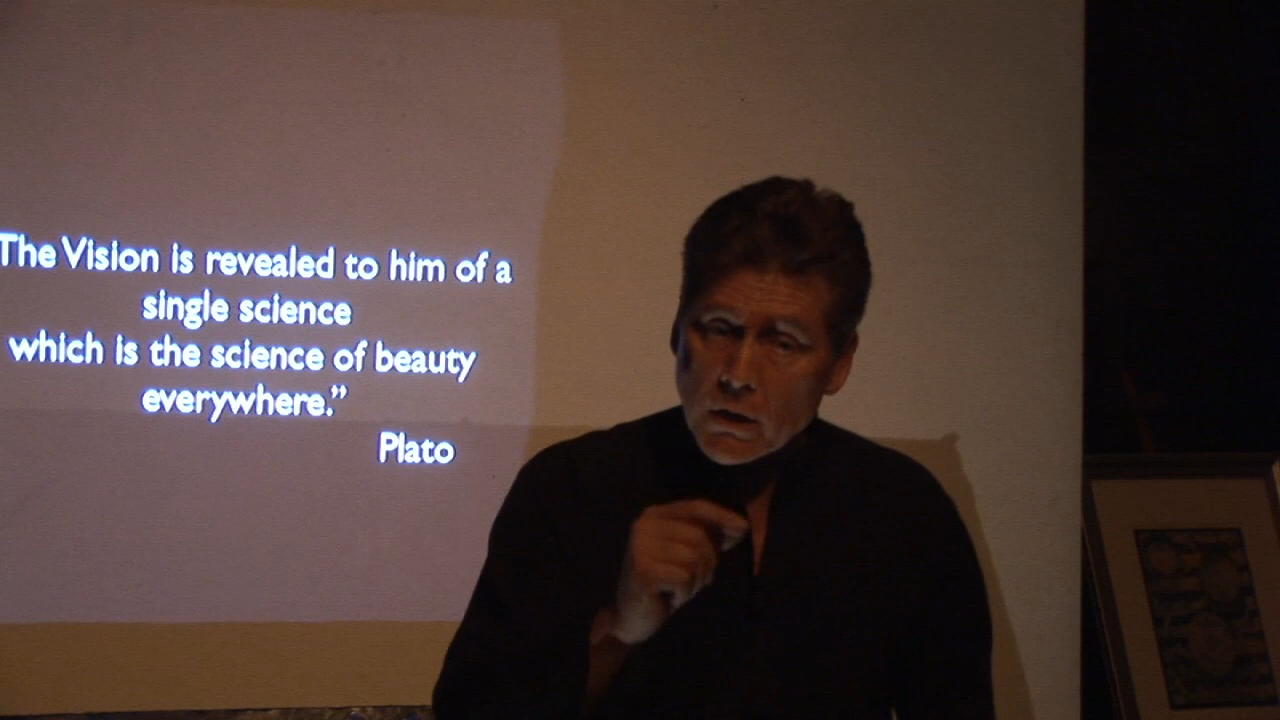 The Vision is revealed to him of a
single science
which is the science of beauty
everywhere.”
Plato